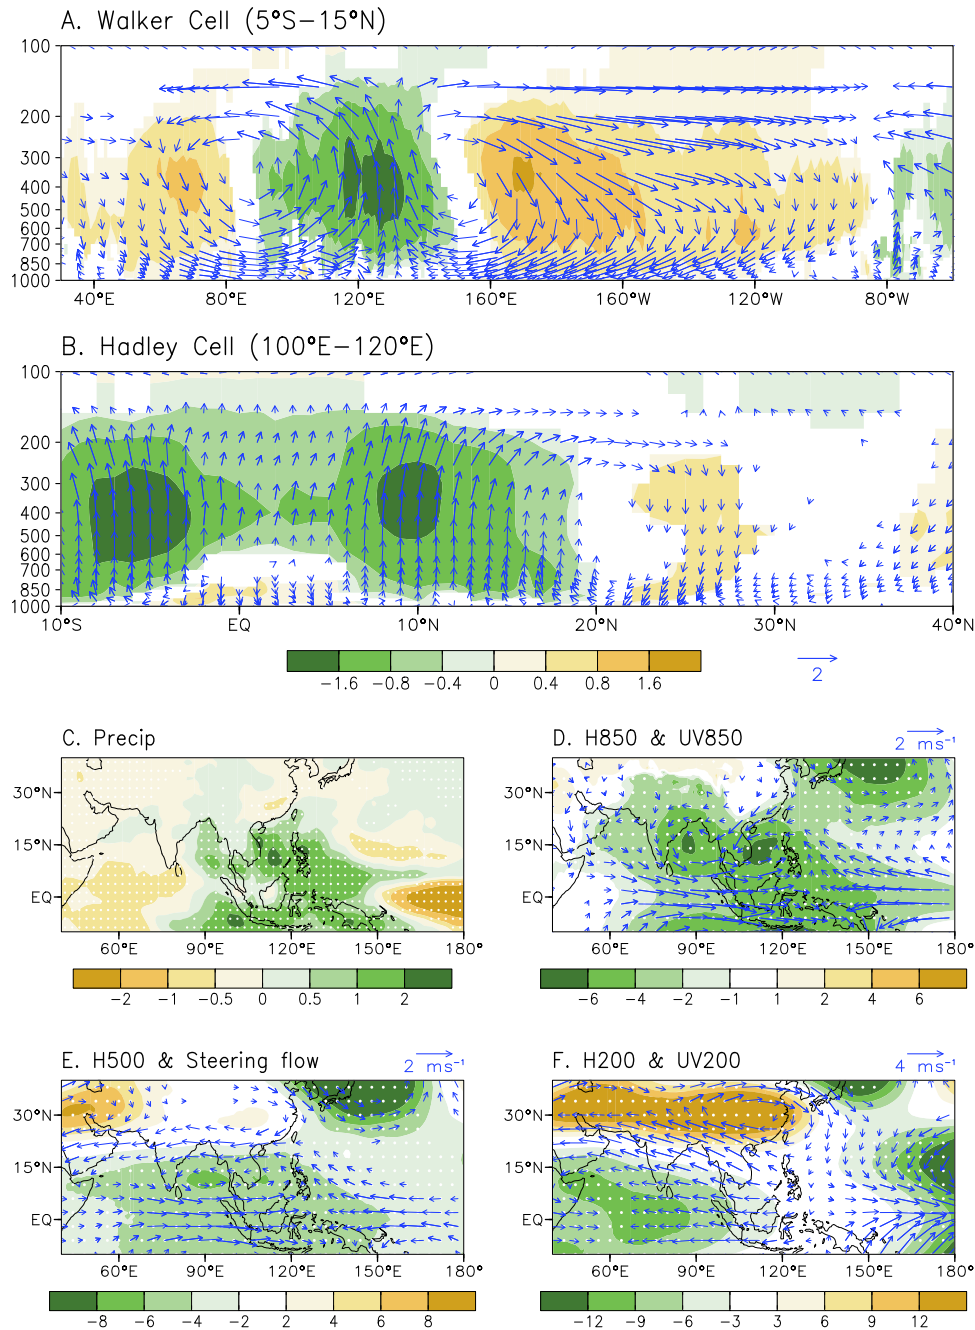 A. Walker Cell (5°S−15°N)
100
200
300
400
500
600
700
850
1000
40°E 80°E 120°E 160°E 160°W 120°W 80°W
B. Hadley Cell (100°E−120°E)
100
200
300
400
500
600
700
850
1000
10°S EQ 10°N 20°N 30°N 40°N
−1.6 −0.8 −0.4 0 0.4 0.8 1.6
2
C. Precip
30°N
15°N
EQ
60°E 90°E 120°E 150°E 180°
−2 −1 −0.5 0 0.5 1 2
D. H850 & UV850
2 ms⁻¹
30°N
15°N
EQ
60°E 90°E 120°E 150°E 180°
−6 −4 −2 −1 1 2 4 6
E. H500 & Steering flow
2 ms⁻¹
30°N
15°N
EQ
60°E 90°E 120°E 150°E 180°
−8 −6 −4 −2 2 4 6 8
F. H200 & UV200
4 ms⁻¹
30°N
15°N
EQ
60°E 90°E 120°E 150°E 180°
−12 −9 −6 −3 3 6 9 12